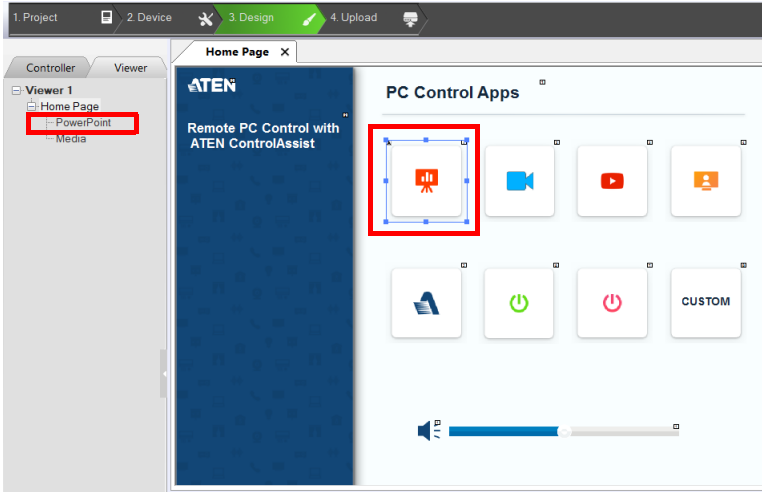 1. Project
2. Device
3. Design
4. Upload
Home Page X
Controller
Viewer
Viewer 1
Home Page
PowerPoint
Media
ATEN
Remote PC Control with
ATEN ControlAssist
PC Control Apps
CUSTOM